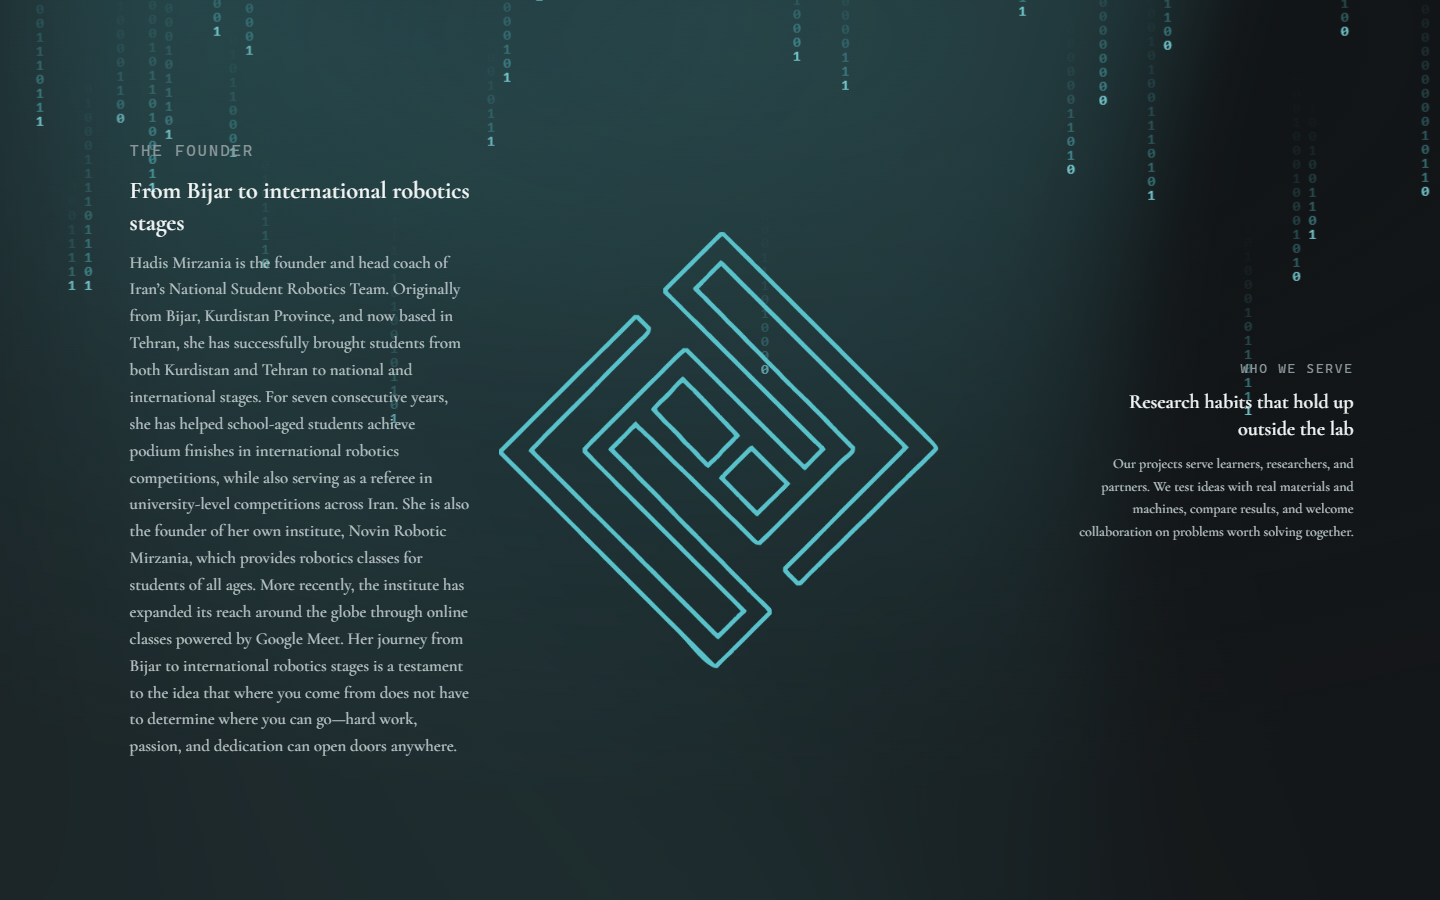 THE FOUNDER
From Bijar to international robotics
stages
Hadis Mirzania is the founder and head coach of
Iran’s National Student Robotics Team. Originally
from Bijar, Kurdistan Province, and now based in
Tehran, she has successfully brought students from
both Kurdistan and Tehran to national and
international stages. For seven consecutive years,
she has helped school-aged students achieve
podium finishes in international robotics
competitions, while also serving as a referee in
university-level competitions across Iran. She is also
the founder of her own institute, Novin Robotic
Mirzania, which provides robotics classes for
students of all ages. More recently, the institute has
expanded its reach around the globe through online
classes powered by Google Meet. Her journey from
Bijar to international robotics stages is a testament
to the idea that where you come from does not have
to determine where you can go—hard work,
passion, and dedication can open doors anywhere.
WHO WE SERVE
Research habits that hold up
outside the lab
Our projects serve learners, researchers, and
partners. We test ideas with real materials and
machines, compare results, and welcome
collaboration on problems worth solving together.